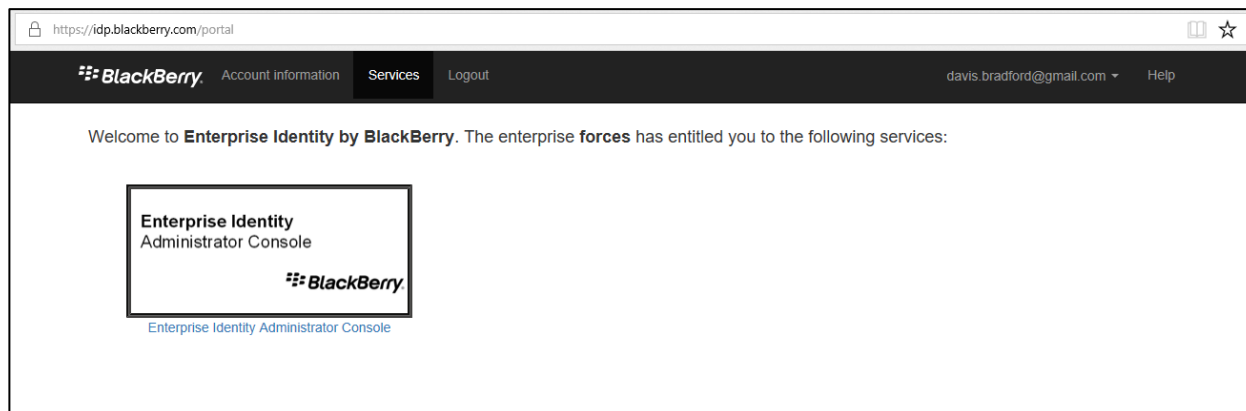 https://idp.blackberry.com/portal
BlackBerry. Account information Services Logout davis.bradford@gmail.com Help
Welcome to Enterprise Identity by BlackBerry. The enterprise forces has entitled you to the following services:
Enterprise Identity
Administrator Console
BlackBerry.
Enterprise Identity Administrator Console